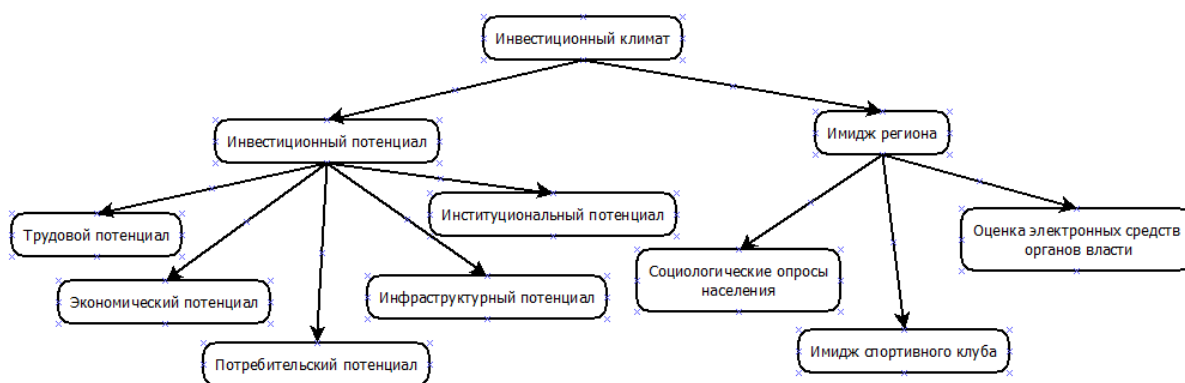 Инвестиционный климат
Инвестиционный потенциал
Имидж региона
Институциональный потенциал
Трудовой потенциал
Оценка электронных средств
органов власти
Социологические опросы
населения
Экономический потенциал
Инфраструктурный потенциал
Имидж спортивного клуба
Потребительский потенциал